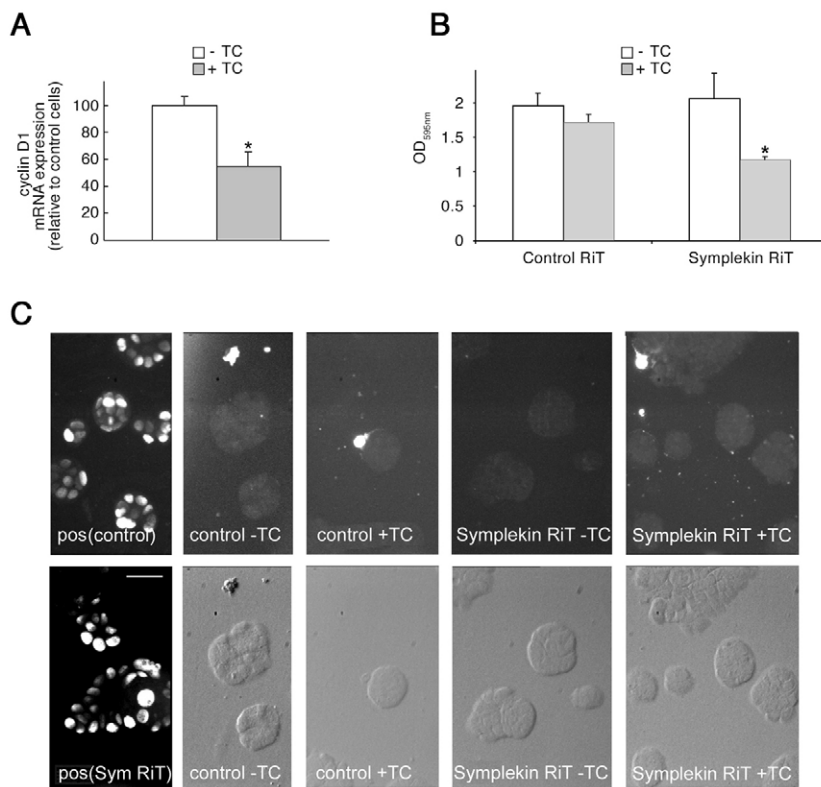 A
- TC
+ TC
cyclin D1
mRNA expression
(relative to control cells)
100
80
60
40
20
0
*
B
- TC
+ TC
OD595nm
2
1.5
1
0.5
0
*
Control RiT
Symplekin RiT
C
pos(control)
control -TC
control +TC
Symplekin RiT -TC
Symplekin RiT +TC
pos(Sym RiT)
control -TC
control +TC
Symplekin RiT -TC
Symplekin RiT +TC